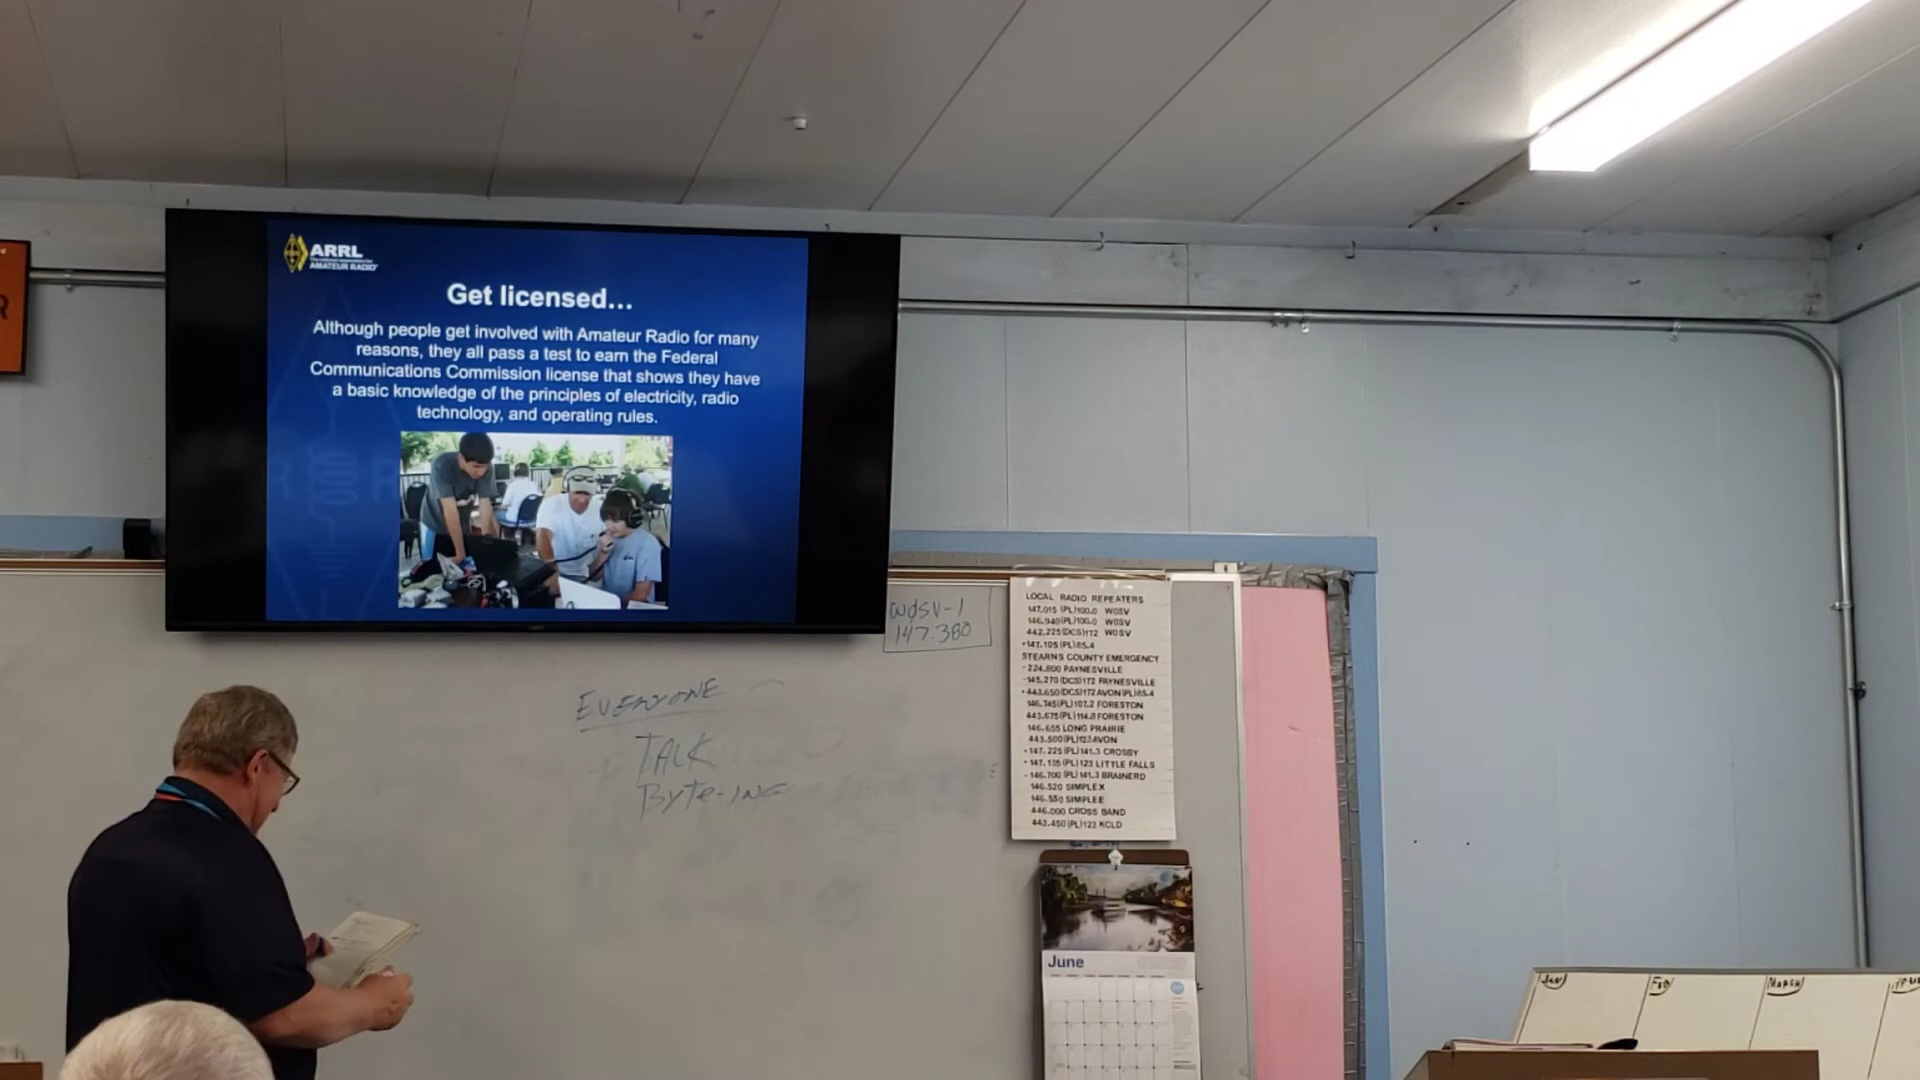 R
ARRL
AMATEUR RADIO
Get licensed...
Although people get involved with Amateur Radio for many
reasons, they all pass a test to earn the Federal
Communications Commission license that shows they have
a basic knowledge of the principles of electricity, radio
technology, and operating rules.
WØSV-1
147.380
EVERYONE
TALK
Byte-ING
LOCAL RADIO REPEATERS
147.015 (PL)100.0 WØSV
146.940(PL)100.0 WØSV
442.225(DCS)172 WØSV
147.105(PL)85.4
STEARNS COUNTY EMERGENCY
-224.800 PAYNESVILLE
-145.270(DCS)172 PAYNESVILLE
443.650(DCS)172 AVON(PL)85.4
146.745(PL)107.2 FORESTON
443.675(PL)114.8 FORESTON
146.655 LONG PRAIRIE
443.500(PL)123 AVON
147.225(PL)141.3 CROSBY
147.135(PL)123 LITTLE FALLS
-146.700(PL)141.3 BRAINERD
146.520 SIMPLEX
146.550 SIMPLEE
446.000 CROSS BAND
443.450(PL)123 KCLD
June
JAN
FEB
MARCH